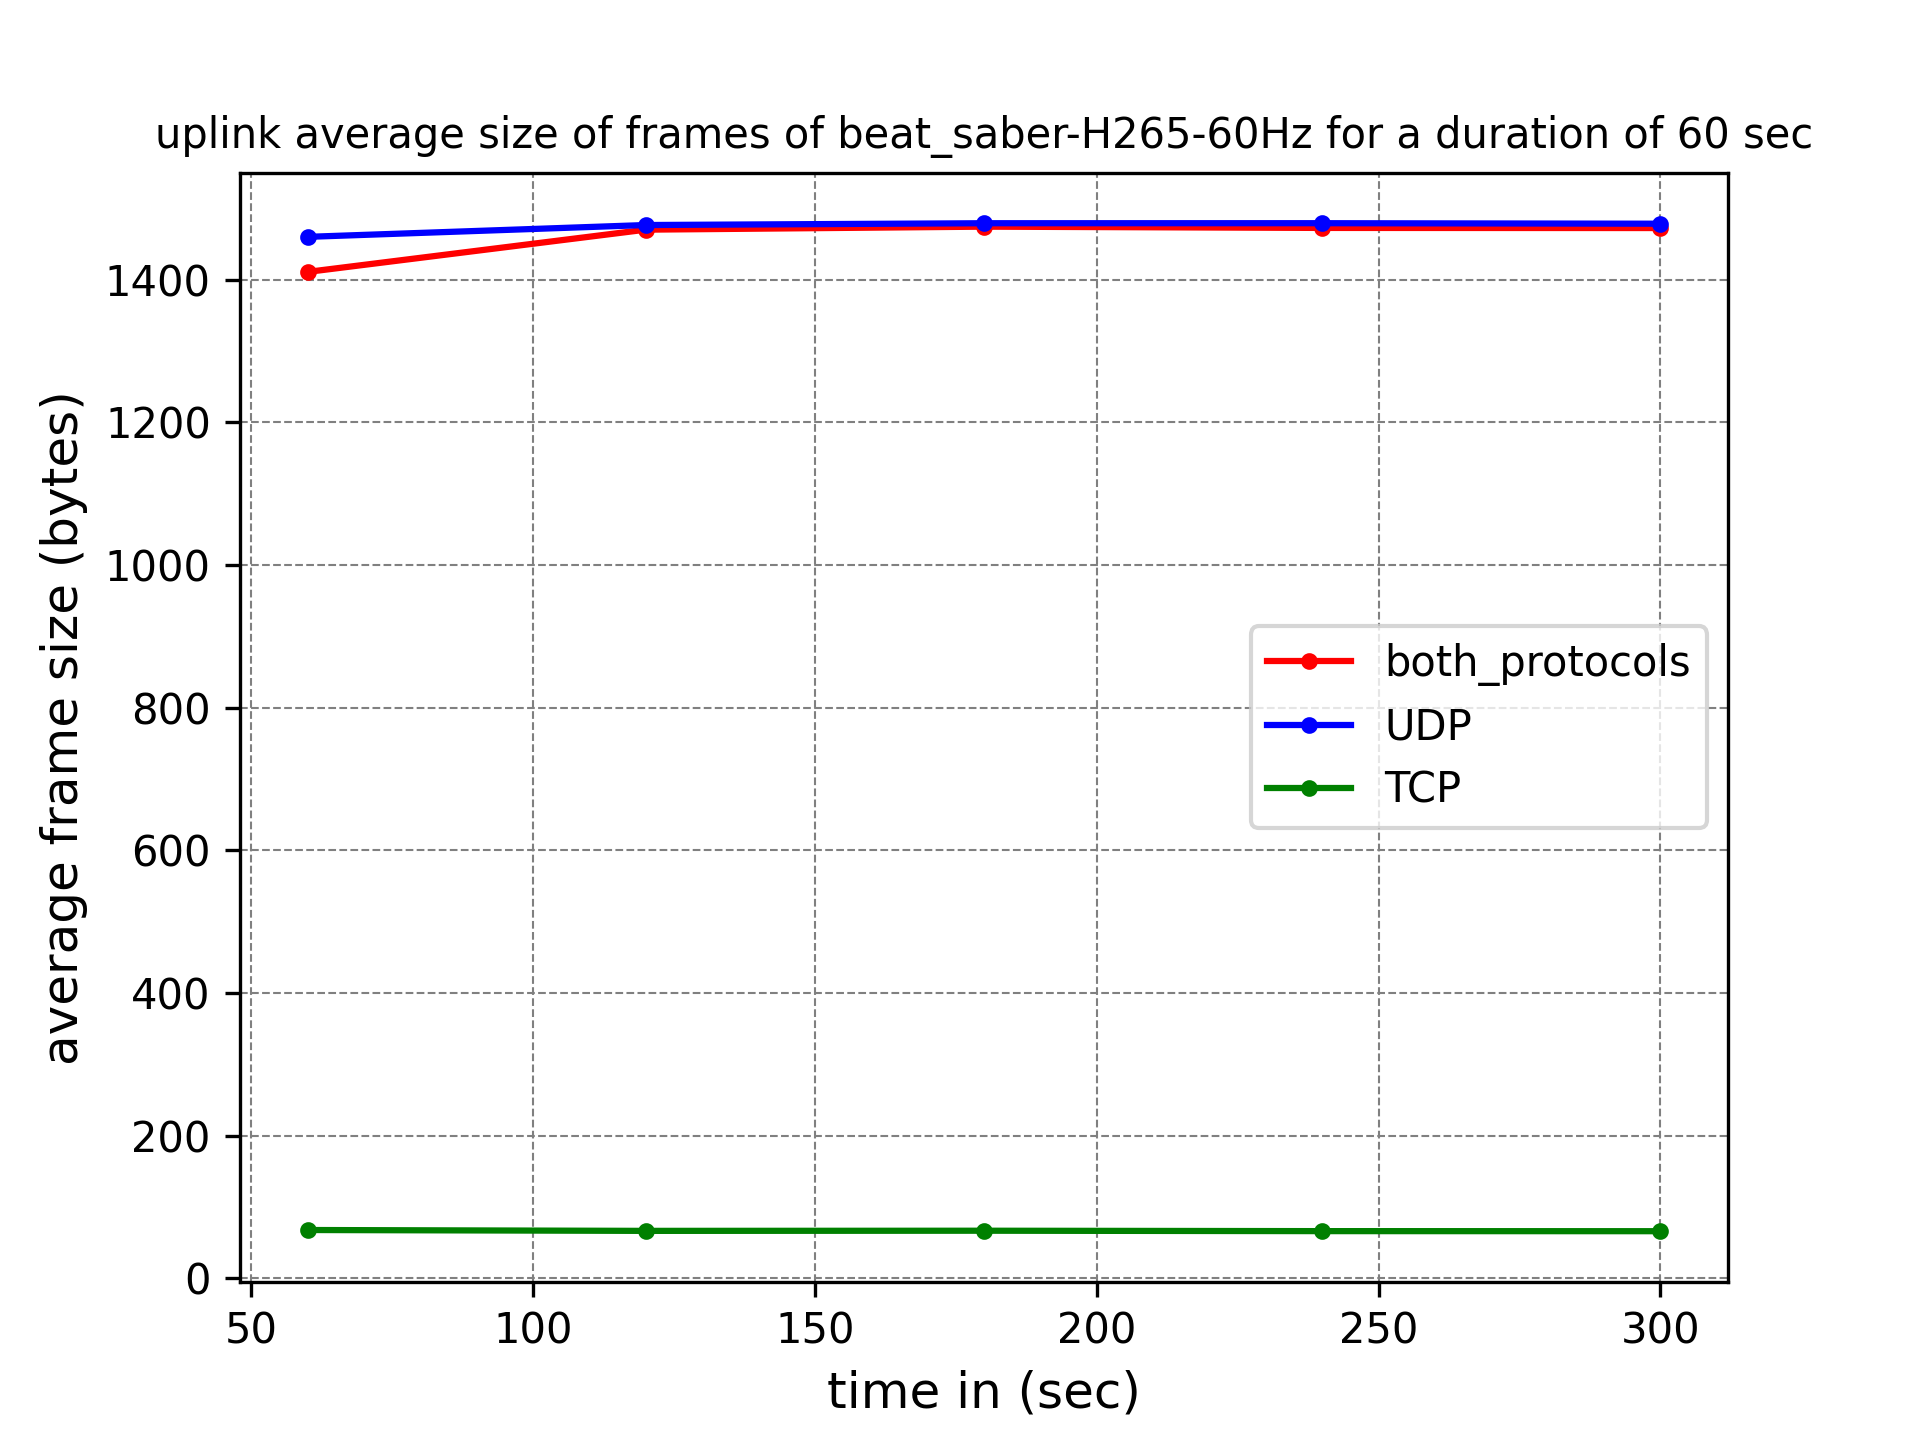 uplink average size of frames of beat_saber-H265-60Hz for a duration of 60 sec
average frame size (bytes)
1400
1200
1000
800
600
400
200
0
both_protocols
UDP
TCP
50 100 150 200 250 300
time in (sec)